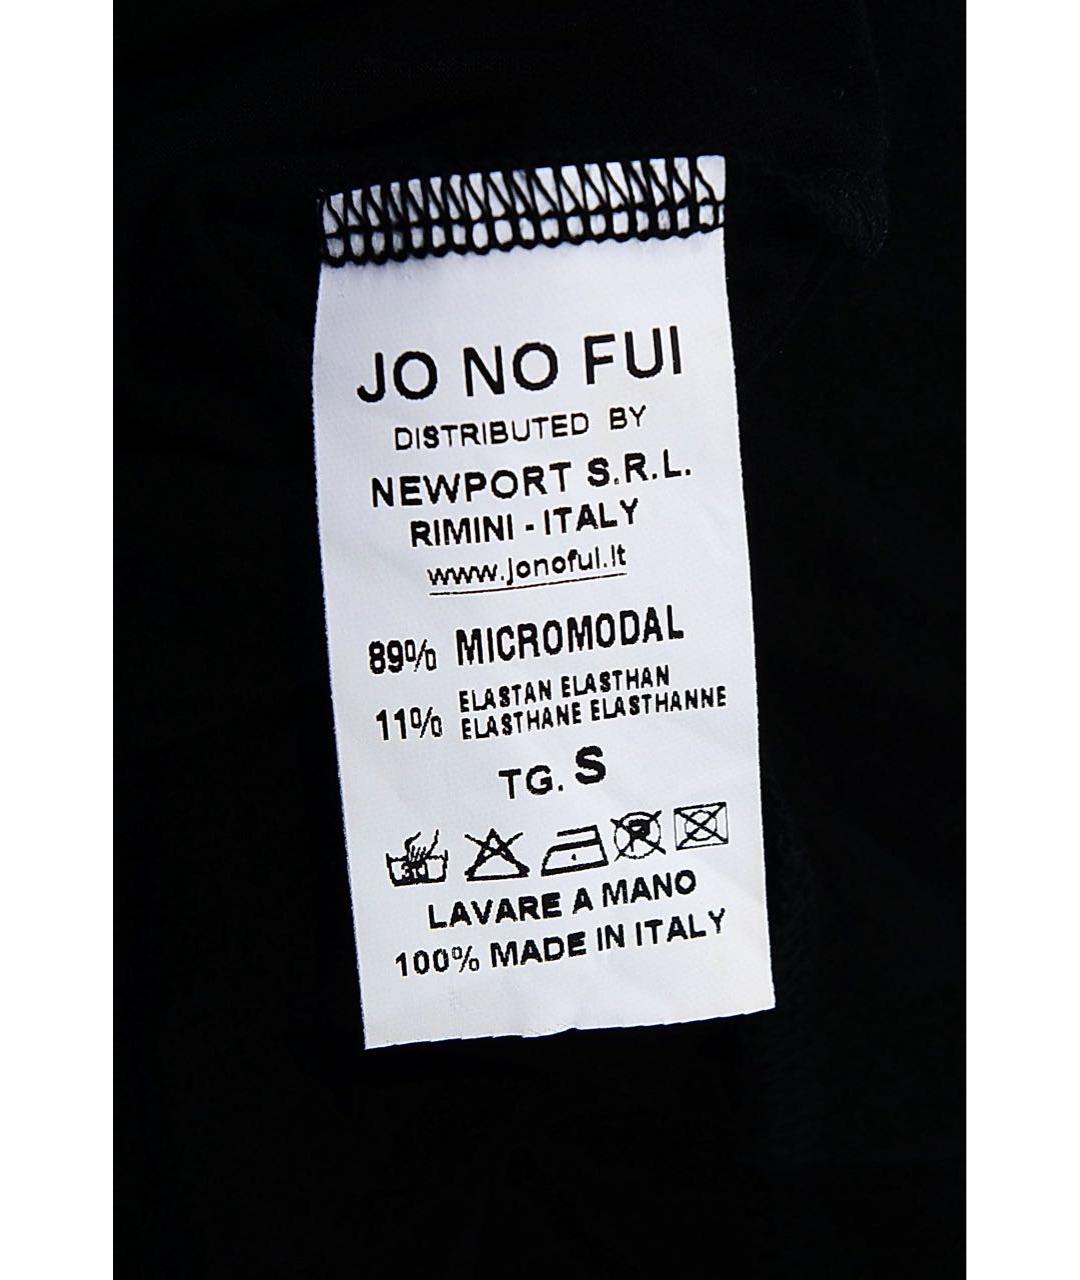 JO NO FUI
DISTRIBUTED BY
NEWPORT S.R.L.
RIMINI - ITALY
www.jonofui.it
89% MICROMODAL
11% ELASTAN ELASTHAN
ELASTHANE ELASTHANNE
TG. S
30 P
LAVARE A MANO
100% MADE IN ITALY